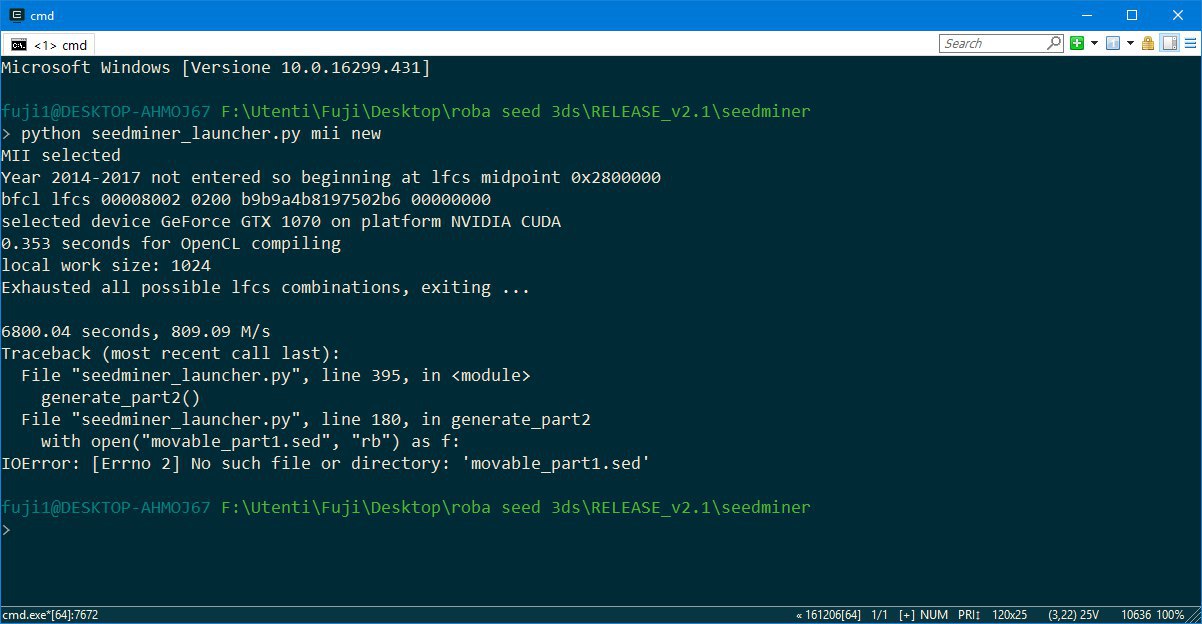 cmd
<1> cmd
Search
Microsoft Windows [Versione 10.0.16299.431]
fuji1@DESKTOP-AHMOJ67 F:\Utenti\Fuji\Desktop\roba seed 3ds\RELEASE_v2.1\seedminer
> python seedminer_launcher.py mii new
MII selected
Year 2014-2017 not entered so beginning at lfcs midpoint 0x2800000
bfcl lfcs 00008002 0200 b9b9a4b8197502b6 00000000
selected device GeForce GTX 1070 on platform NVIDIA CUDA
0.353 seconds for OpenCL compiling
local work size: 1024
Exhausted all possible lfcs combinations, exiting ...
6800.04 seconds, 809.09 M/s
Traceback (most recent call last):
File "seedminer_launcher.py", line 395, in <module>
generate_part2()
File "seedminer_launcher.py", line 180, in generate_part2
with open("movable_part1.sed", "rb") as f:
IOError: [Errno 2] No such file or directory: 'movable_part1.sed'
fuji1@DESKTOP-AHMOJ67 F:\Utenti\Fuji\Desktop\roba seed 3ds\RELEASE_v2.1\seedminer
>
cmd.exe*[64]:7672 « 161206[64] 1/1 [+] NUM PRI↕ 120x25 (3,22) 25V 10636 100%